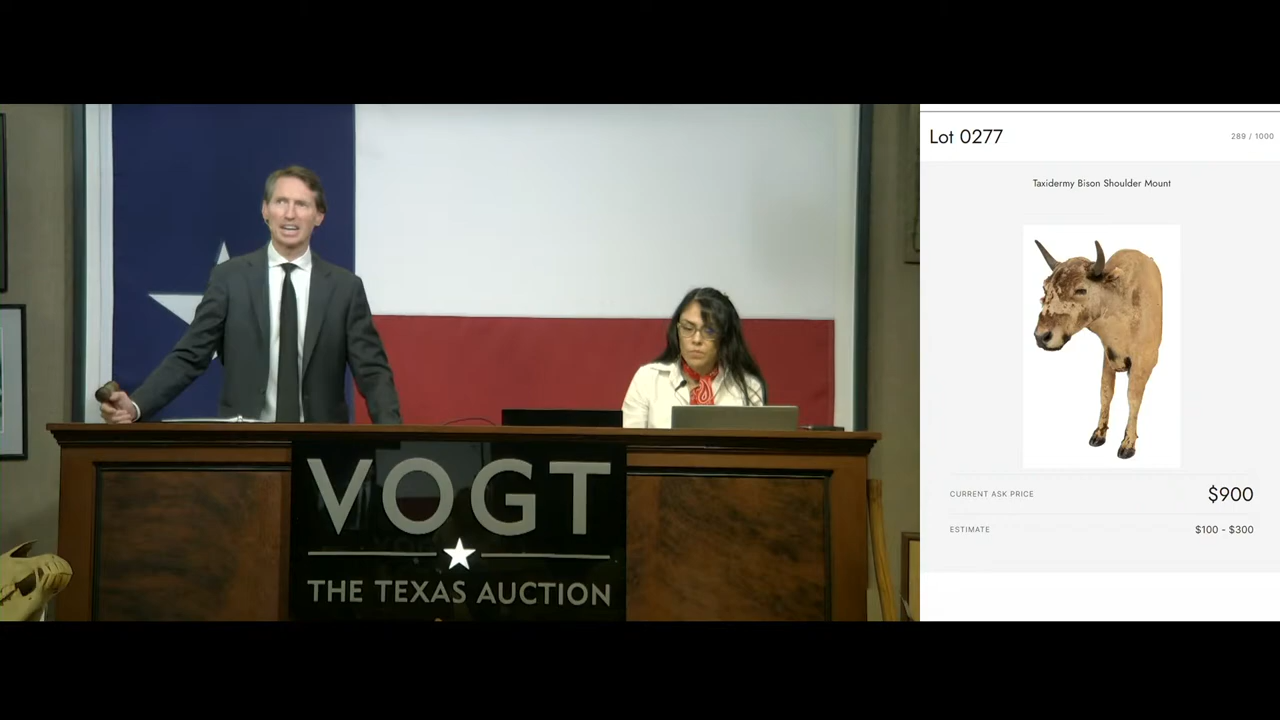 Lot 0277
289 / 1000
Taxidermy Bison Shoulder Mount
CURRENT ASK PRICE
$900
ESTIMATE
$100 - $300
VOGT
THE TEXAS AUCTION